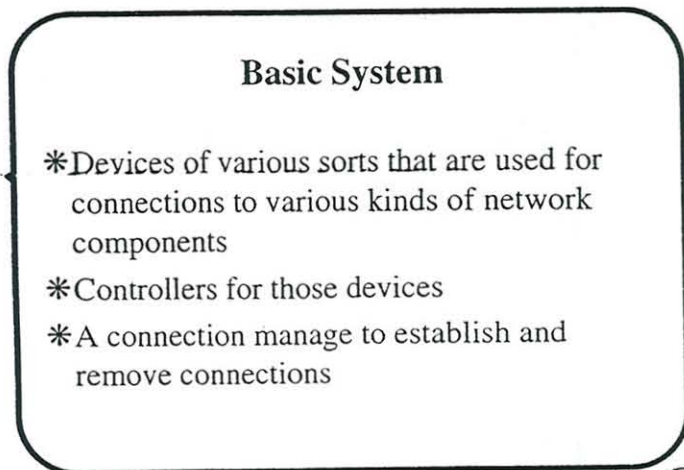 Basic System
*Devices of various sorts that are used for
connections to various kinds of network
components
*Controllers for those devices
*A connection manage to establish and
remove connections